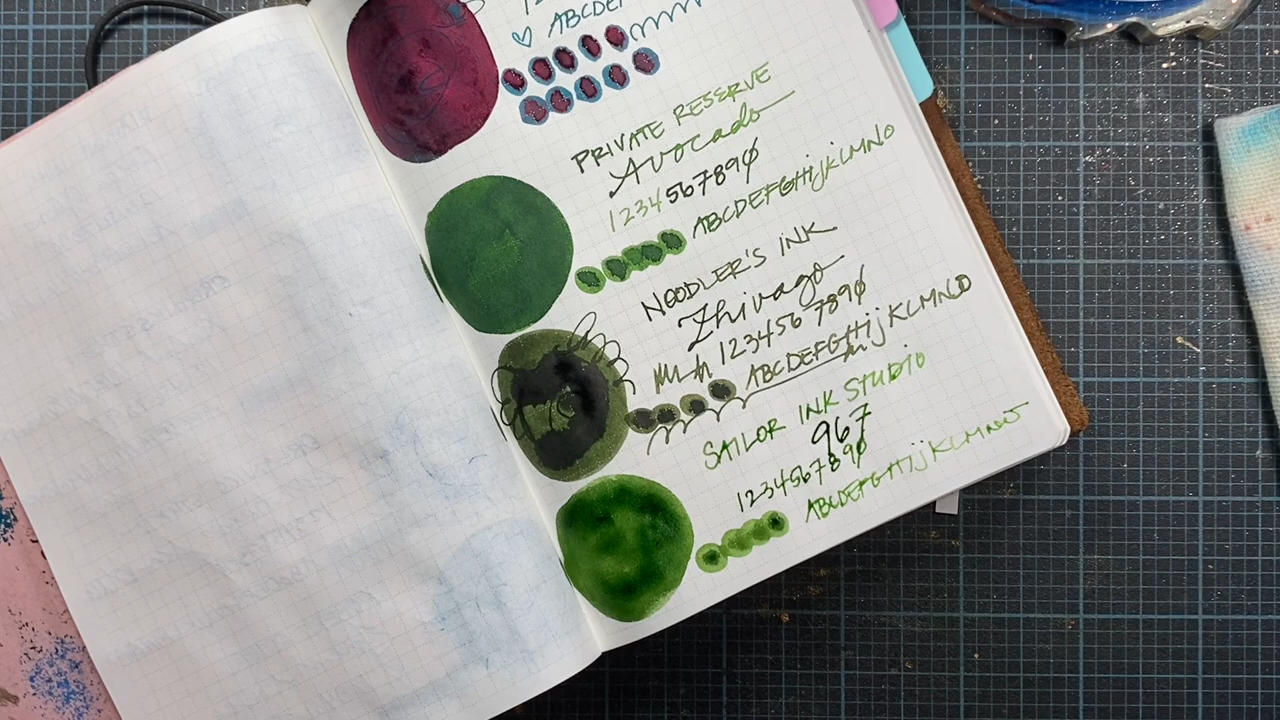 ABCDEF
PRIVATE RESERVE
Avocado
1234567890
ABCDEFGHIJKLMNO
NOODLER'S INK
Zhivago
1234567890
ABCDEFGHIJKLMNO
SAILOR INK STUDIO
967
1234567890
ABCDEFGHIJKLMNO